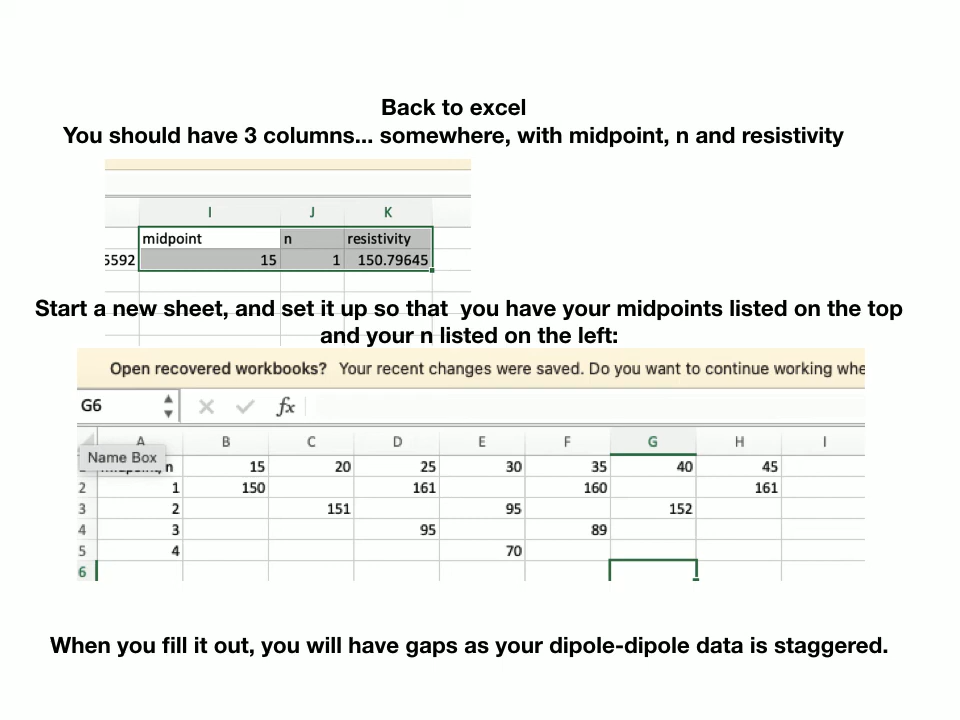 Back to excel
You should have 3 columns... somewhere, with midpoint, n and resistivity
I J K
midpoint n resistivity
5592 15 1 150.79645
Start a new sheet, and set it up so that you have your midpoints listed on the top
and your n listed on the left:
Open recovered workbooks? Your recent changes were saved. Do you want to continue working whe
G6 fx
A B C D E F G H I
Name Box
n 15 20 25 30 35 40 45
2 1 150 161 160 161
3 2 151 95 152
4 3 95 89
5 4 70
6
When you fill it out, you will have gaps as your dipole-dipole data is staggered.